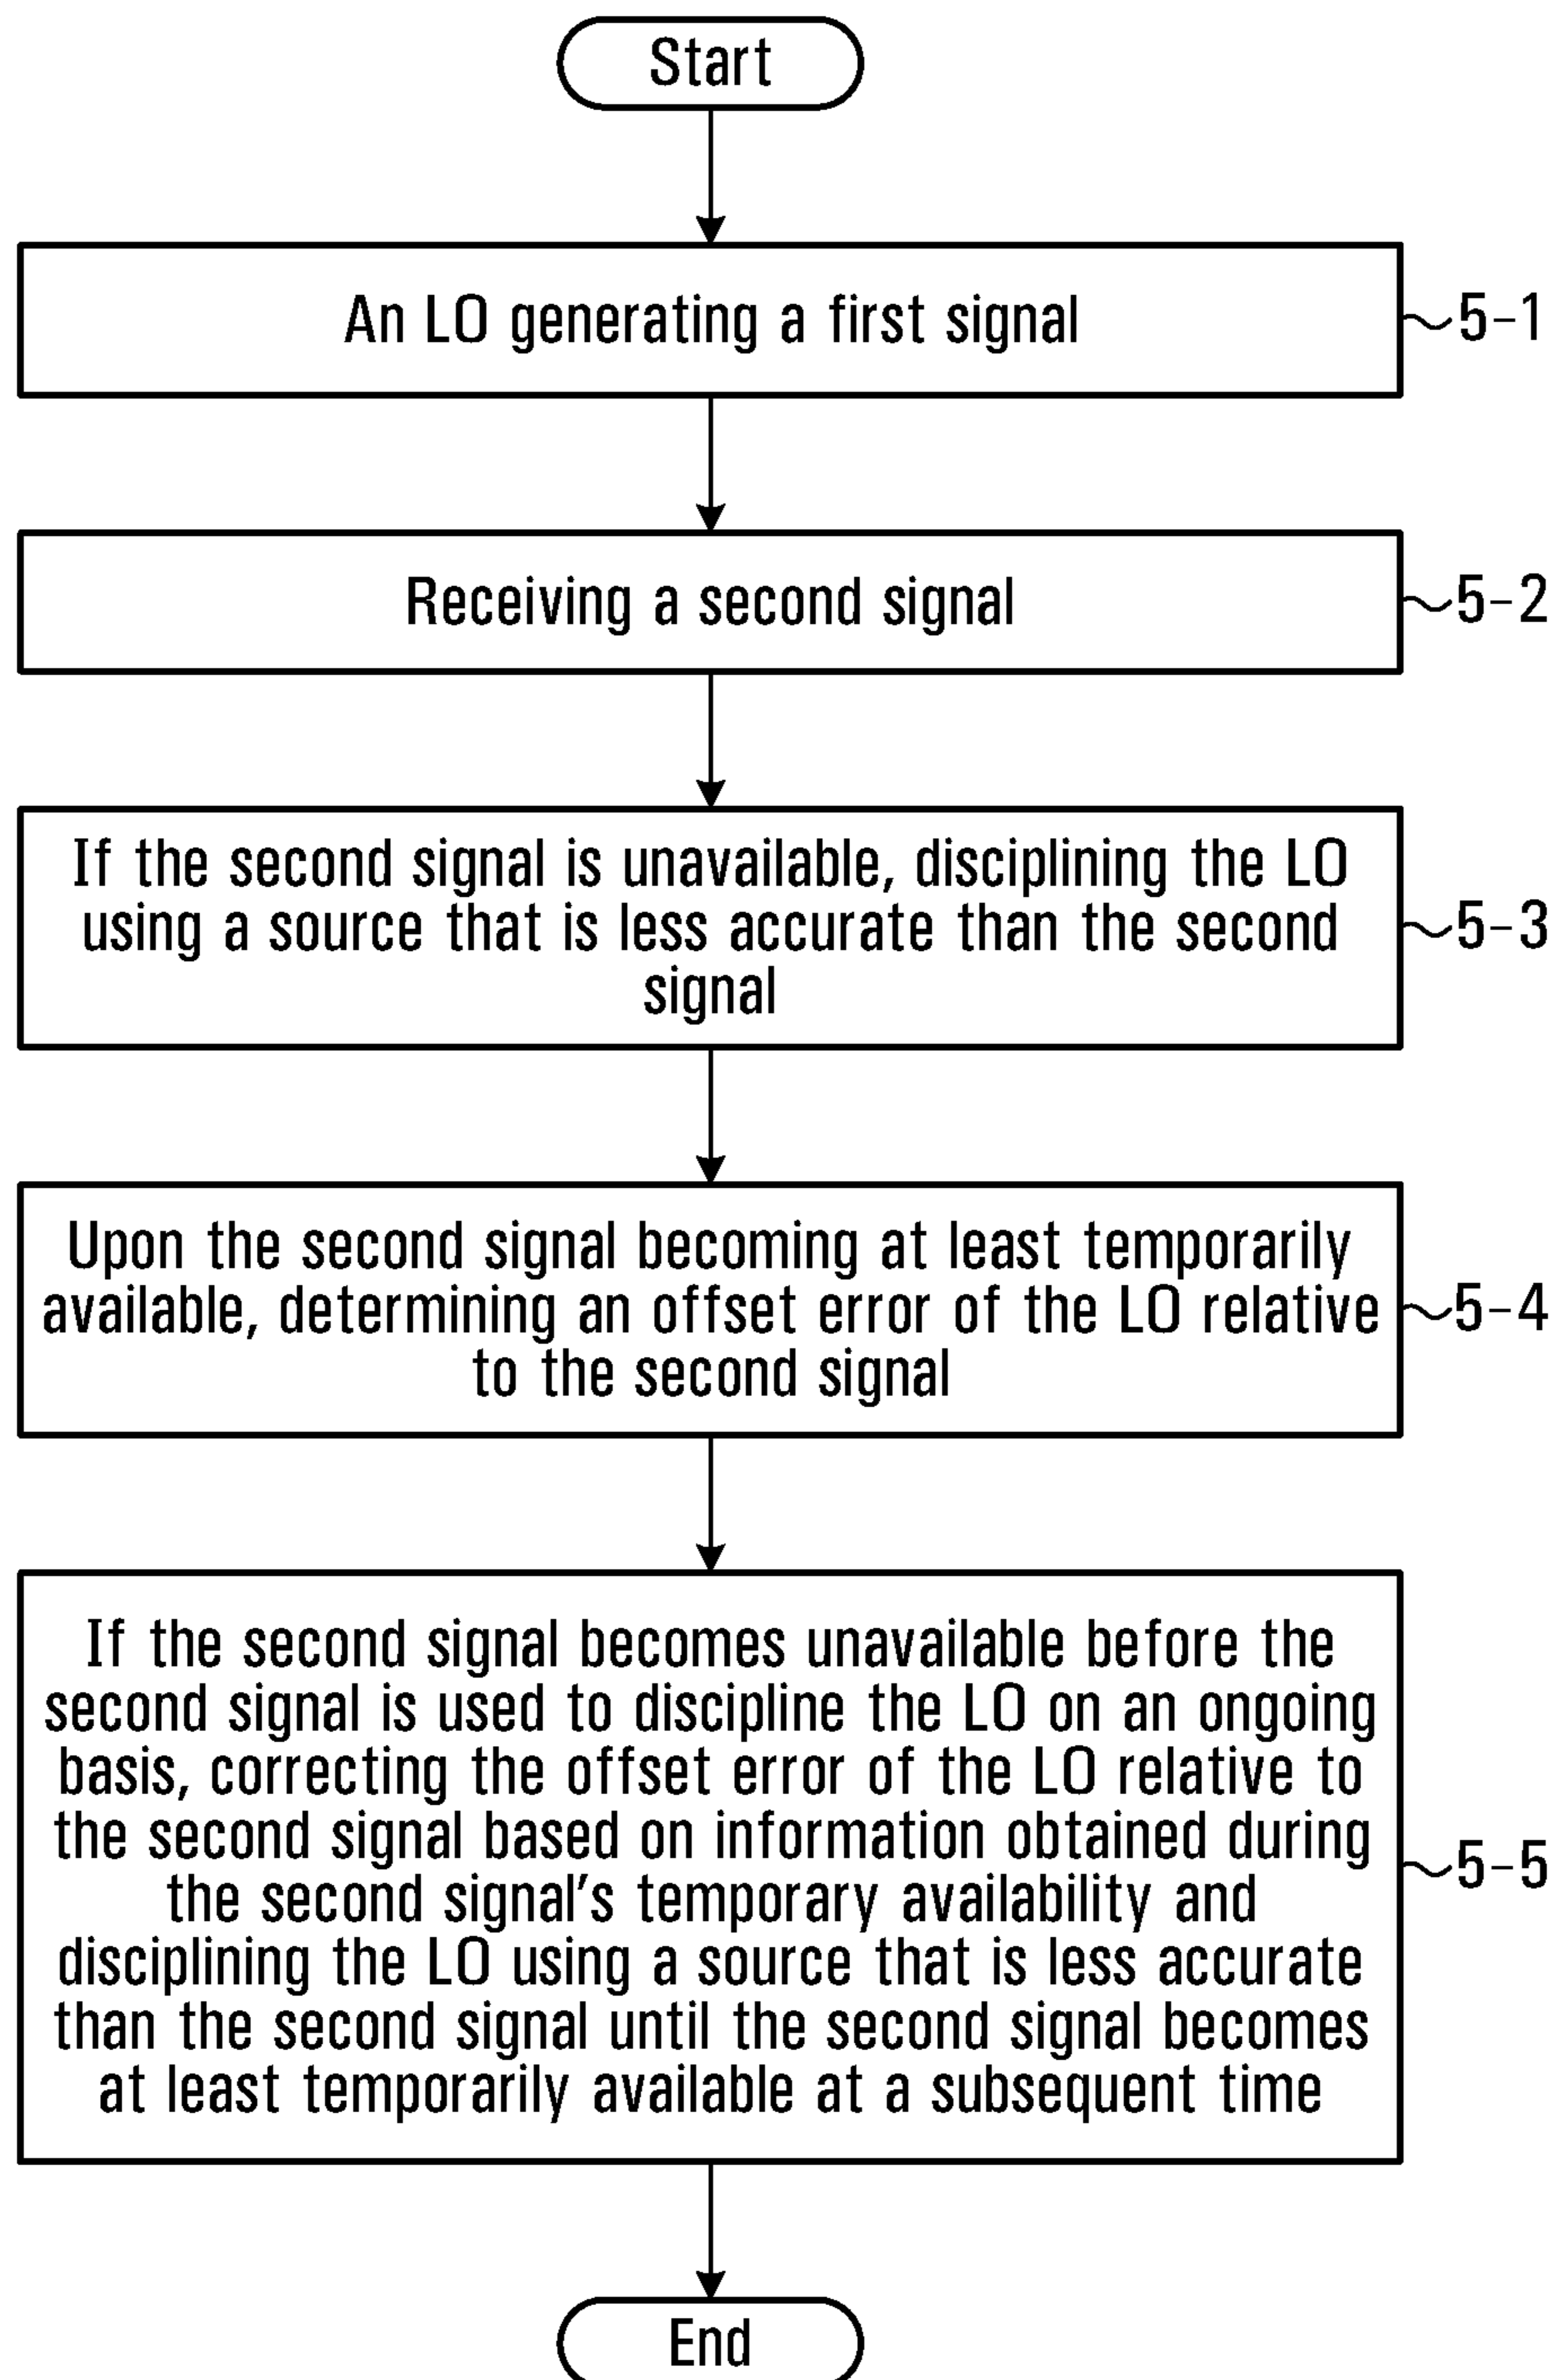 Start
An LO generating a first signal
5-1
Receiving a second signal
5-2
If the second signal is unavailable, disciplining the LO
using a source that is less accurate than the second
signal
5-3
Upon the second signal becoming at least temporarily
available, determining an offset error of the LO relative
to the second signal
5-4
If the second signal becomes unavailable before the
second signal is used to discipline the LO on an ongoing
basis, correcting the offset error of the LO relative to
the second signal based on information obtained during
the second signal's temporary availability and
disciplining the LO using a source that is less accurate
than the second signal until the second signal becomes
at least temporarily available at a subsequent time
5-5
End